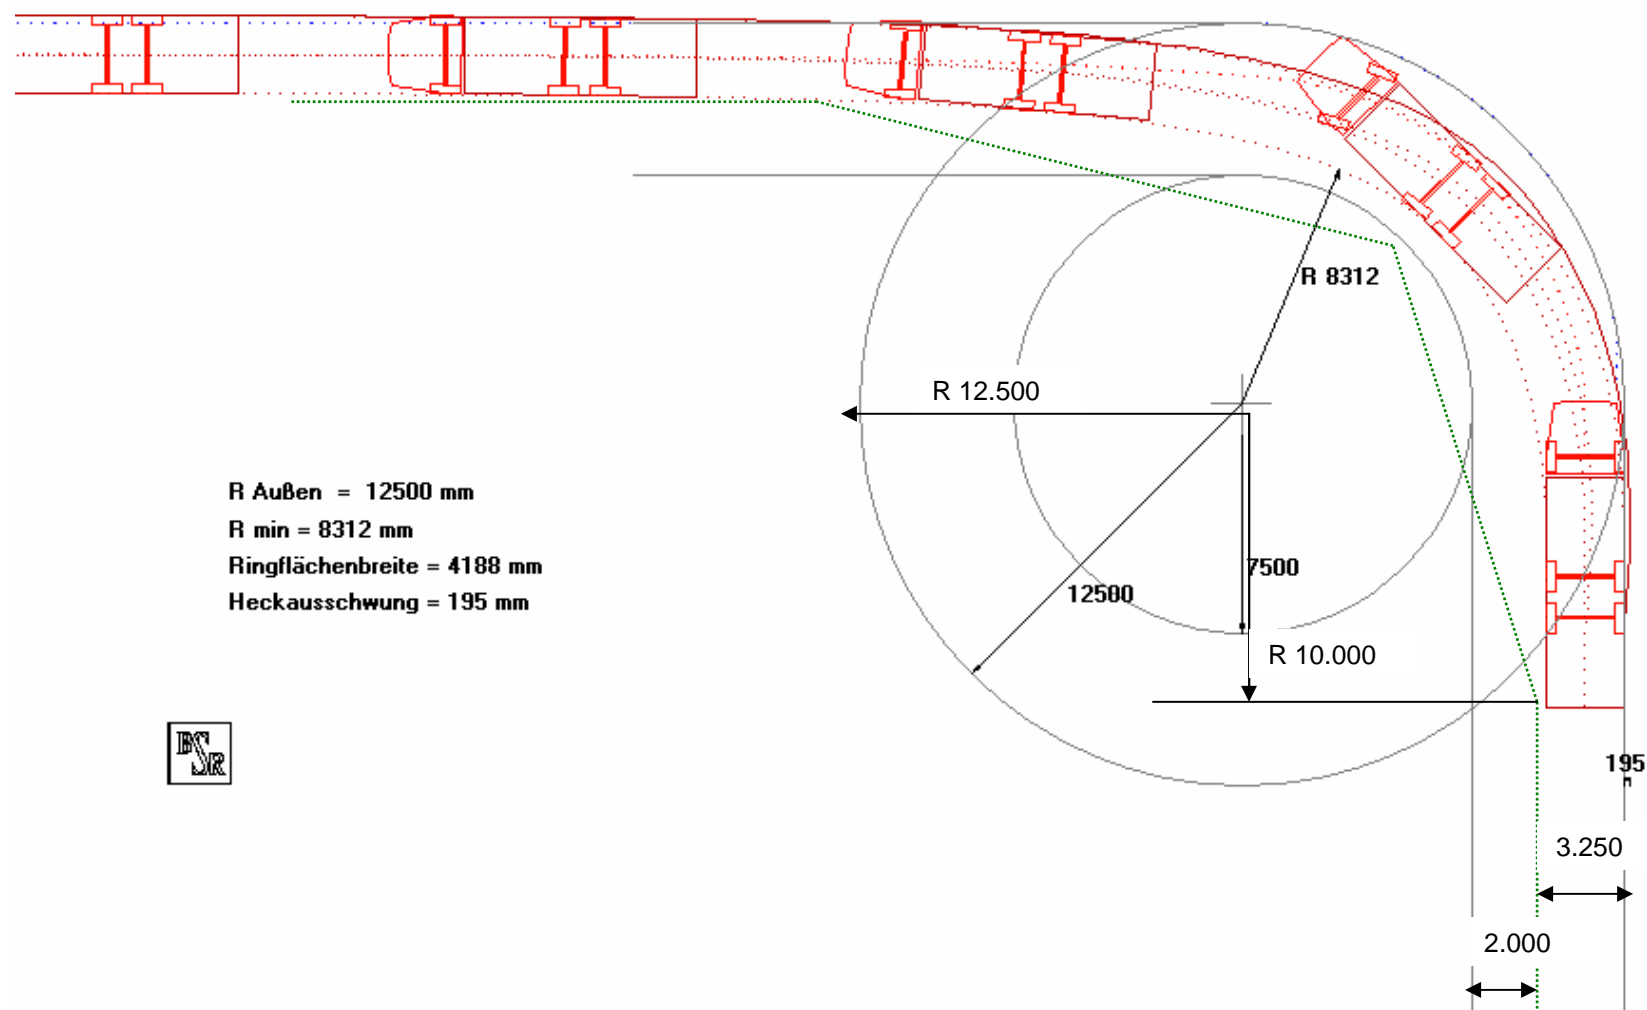 R 8312
R 12.500
R Außen = 12500 mm
R min = 8312 mm
Ringflächenbreite = 4188 mm
Heckausschwung = 195 mm
7500
12500
R 10.000
BSR
195
3.250
2.000